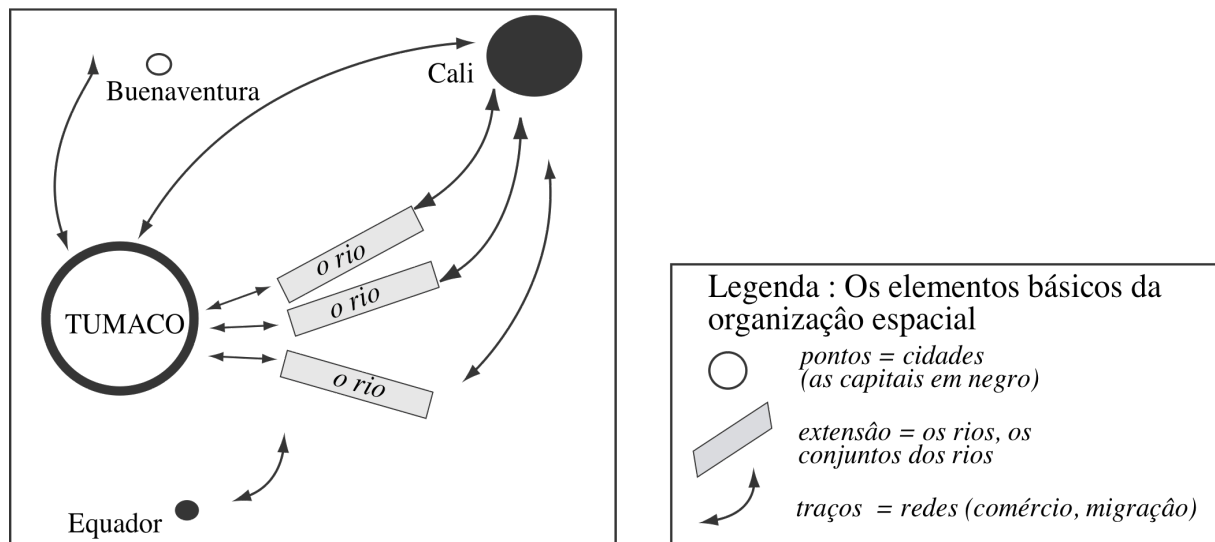 Buenaventura
Cali
o rio
o rio
TUMACO
o rio
Equador
Legenda : Os elementos básicos da
organizaçâo espacial
pontos = cidades
(as capitais em negro)
extensâo = os rios, os
conjuntos dos rios
traços = redes (comércio, migraçâo)